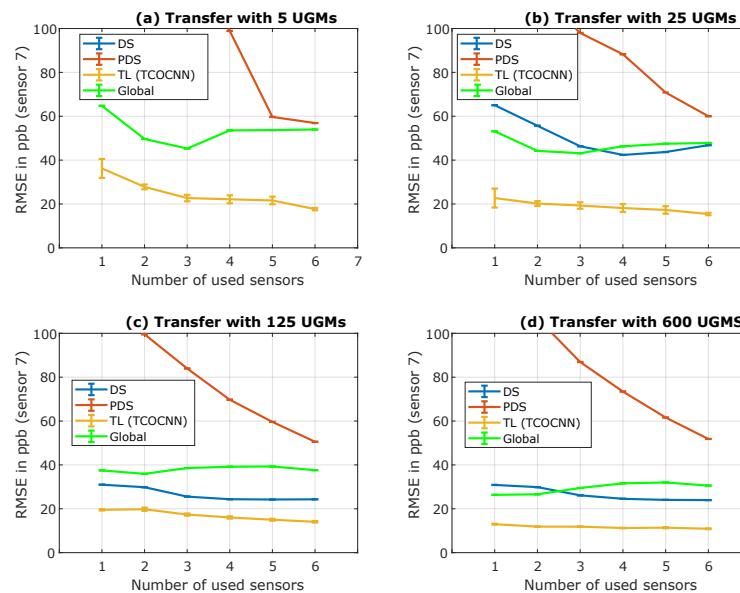 (a) Transfer with 5 UGMs
100
80
60
40
20
0
RMSE in ppb (sensor 7)
DS
PDS
TL (TCOCNN)
Global
1 2 3 4 5 6 7
Number of used sensors
(b) Transfer with 25 UGMs
100
80
60
40
20
0
RMSE in ppb (sensor 7)
DS
PDS
TL (TCOCNN)
Global
1 2 3 4 5 6
Number of used sensors
(c) Transfer with 125 UGMs
100
80
60
40
20
0
RMSE in ppb (sensor 7)
DS
PDS
TL (TCOCNN)
Global
1 2 3 4 5 6
Number of used sensors
(d) Transfer with 600 UGMS
100
80
60
40
20
0
RMSE in ppb (sensor 7)
DS
PDS
TL (TCOCNN)
Global
1 2 3 4 5 6
Number of used sensors